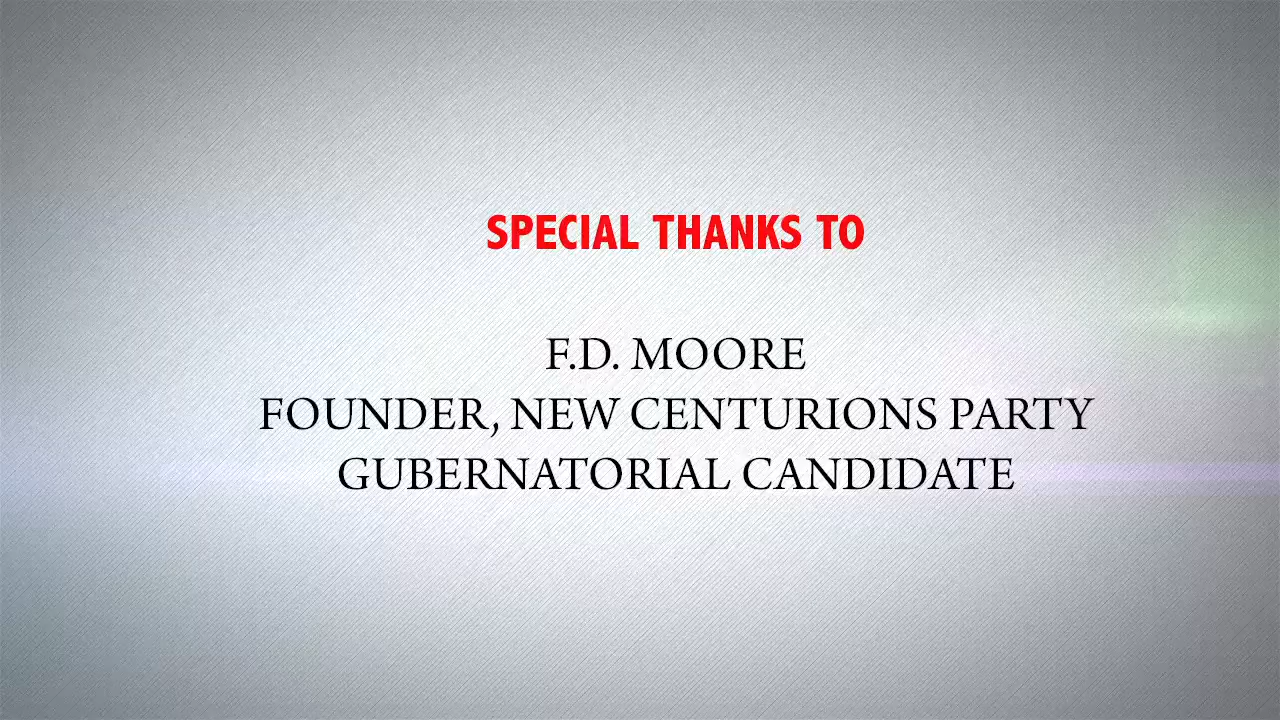 SPECIAL THANKS TO
F.D. MOORE
FOUNDER, NEW CENTURIONS PARTY
GUBERNATORIAL CANDIDATE